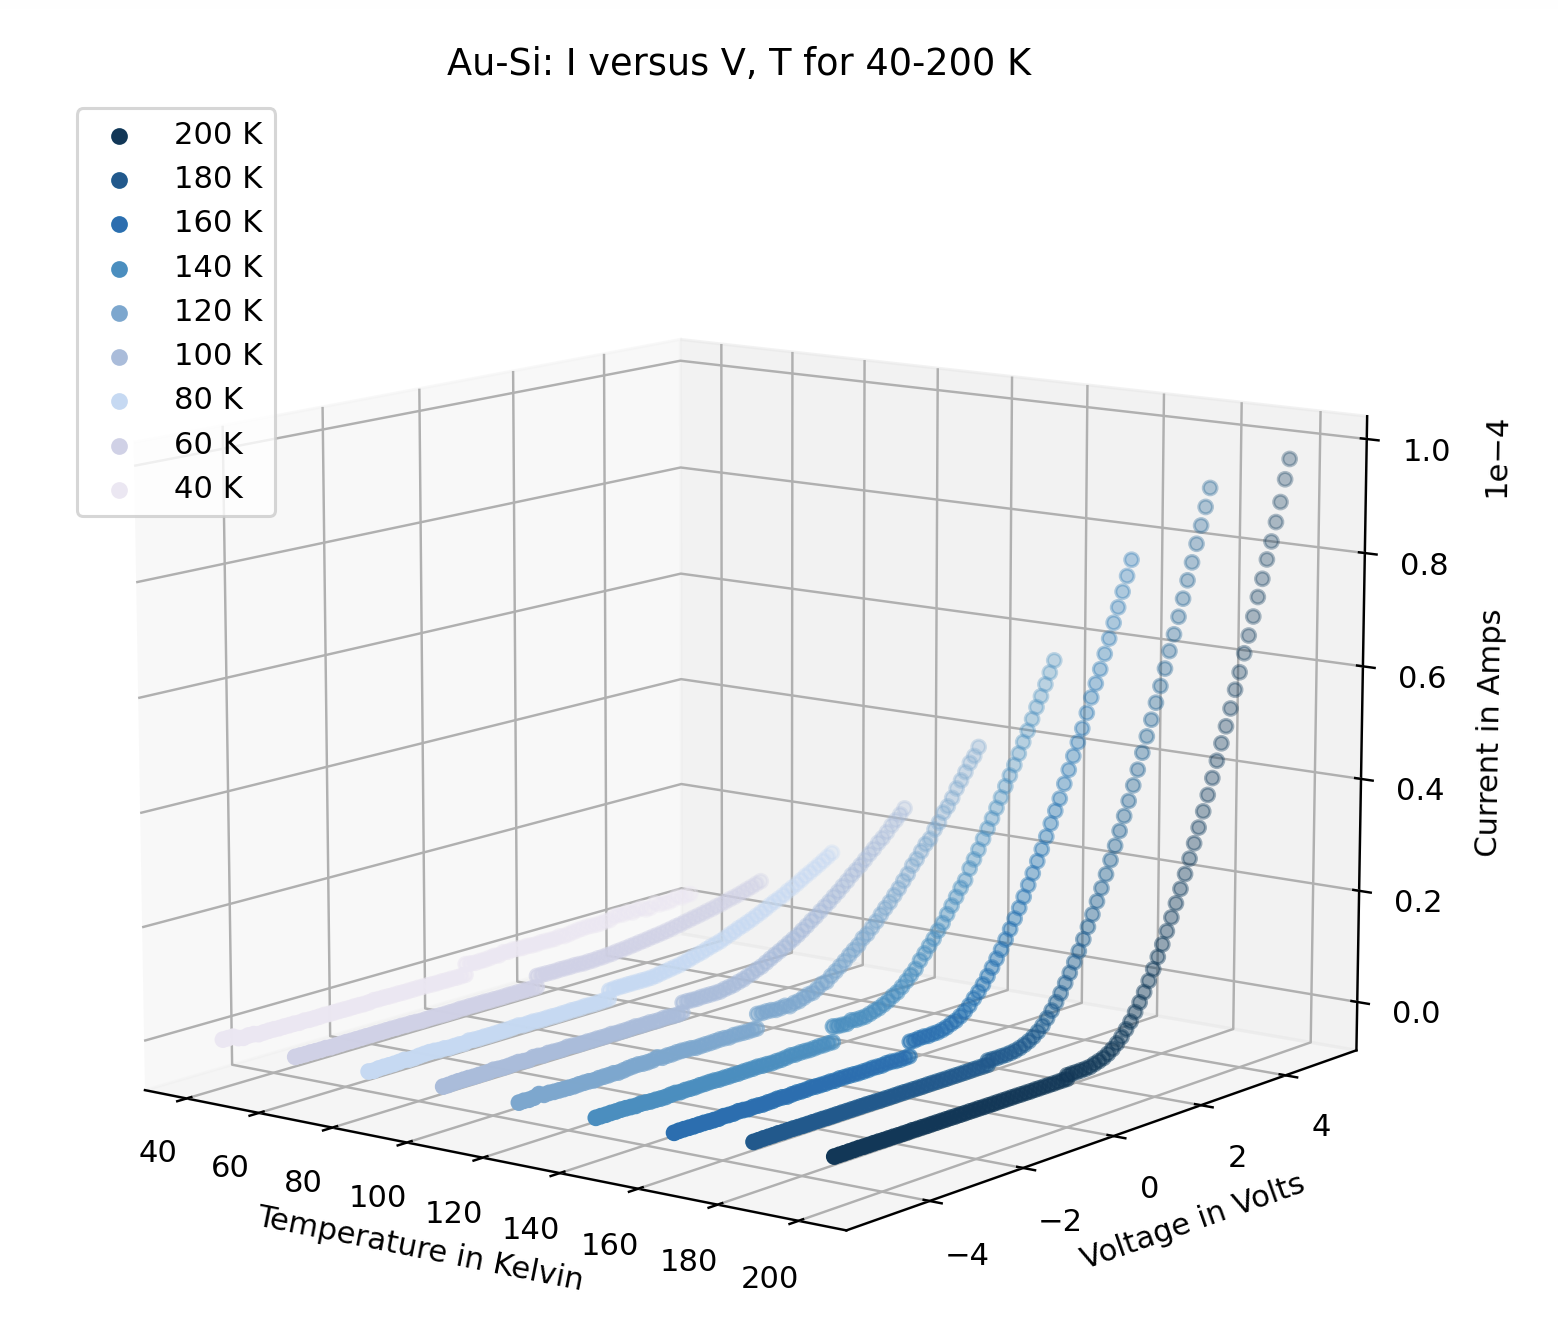 Au-Si: I versus V, T for 40-200 K
200 K
180 K
160 K
140 K
120 K
100 K
80 K
60 K
40 K
1e−4
1.0
0.8
0.6
0.4
0.2
0.0
Current in Amps
40
60
80
100
120
140
160
180
200
Temperature in Kelvin
−4
−2
0
2
4
Voltage in Volts